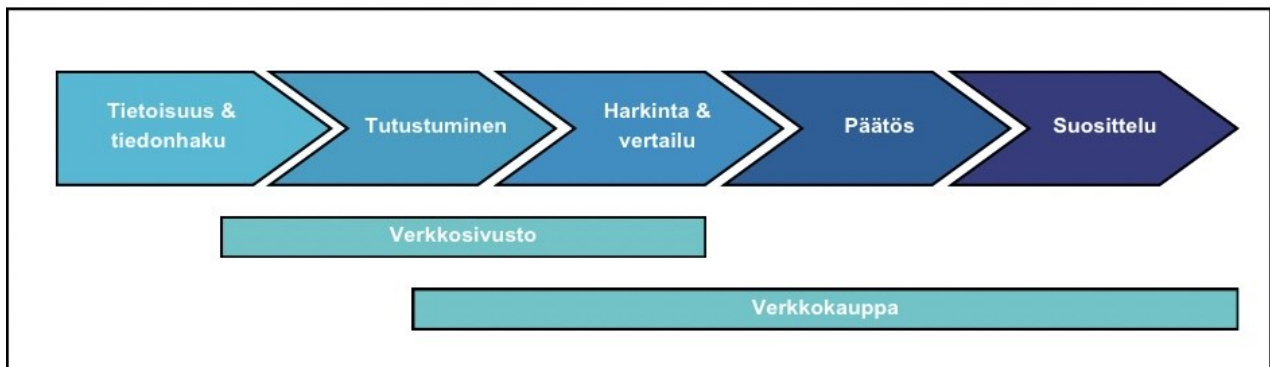 Tietoisuus &
tiedonhaku
Tutustuminen
Harkinta &
vertailu
Päätös
Suosittelu
Verkkosivusto
Verkkokauppa